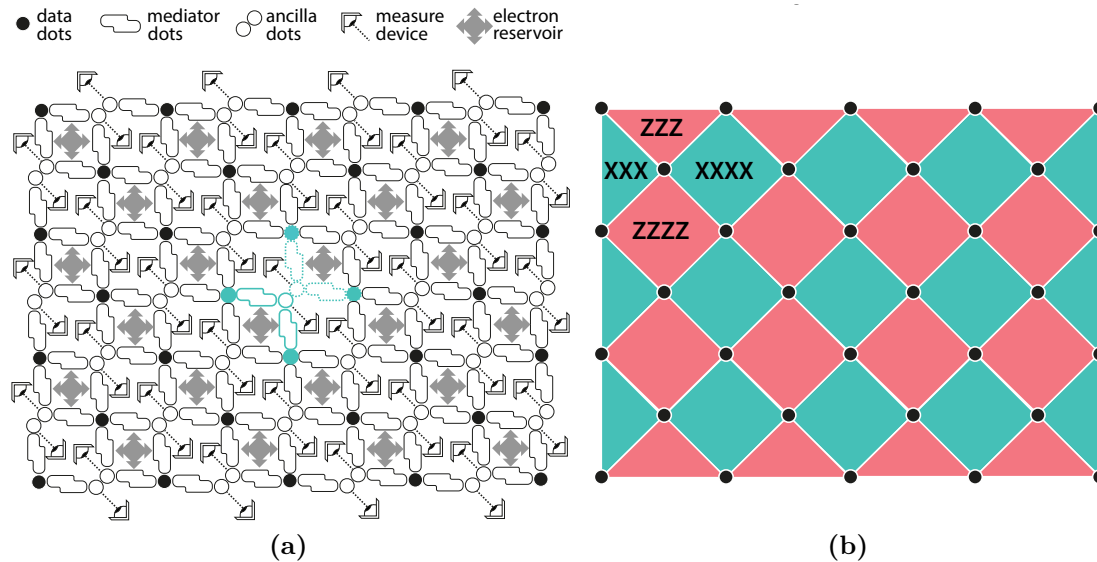 data dots
mediator dots
ancilla dots
measure device
electron reservoir
ZZZ
XXX XXXX
ZZZZ
(a) (b)